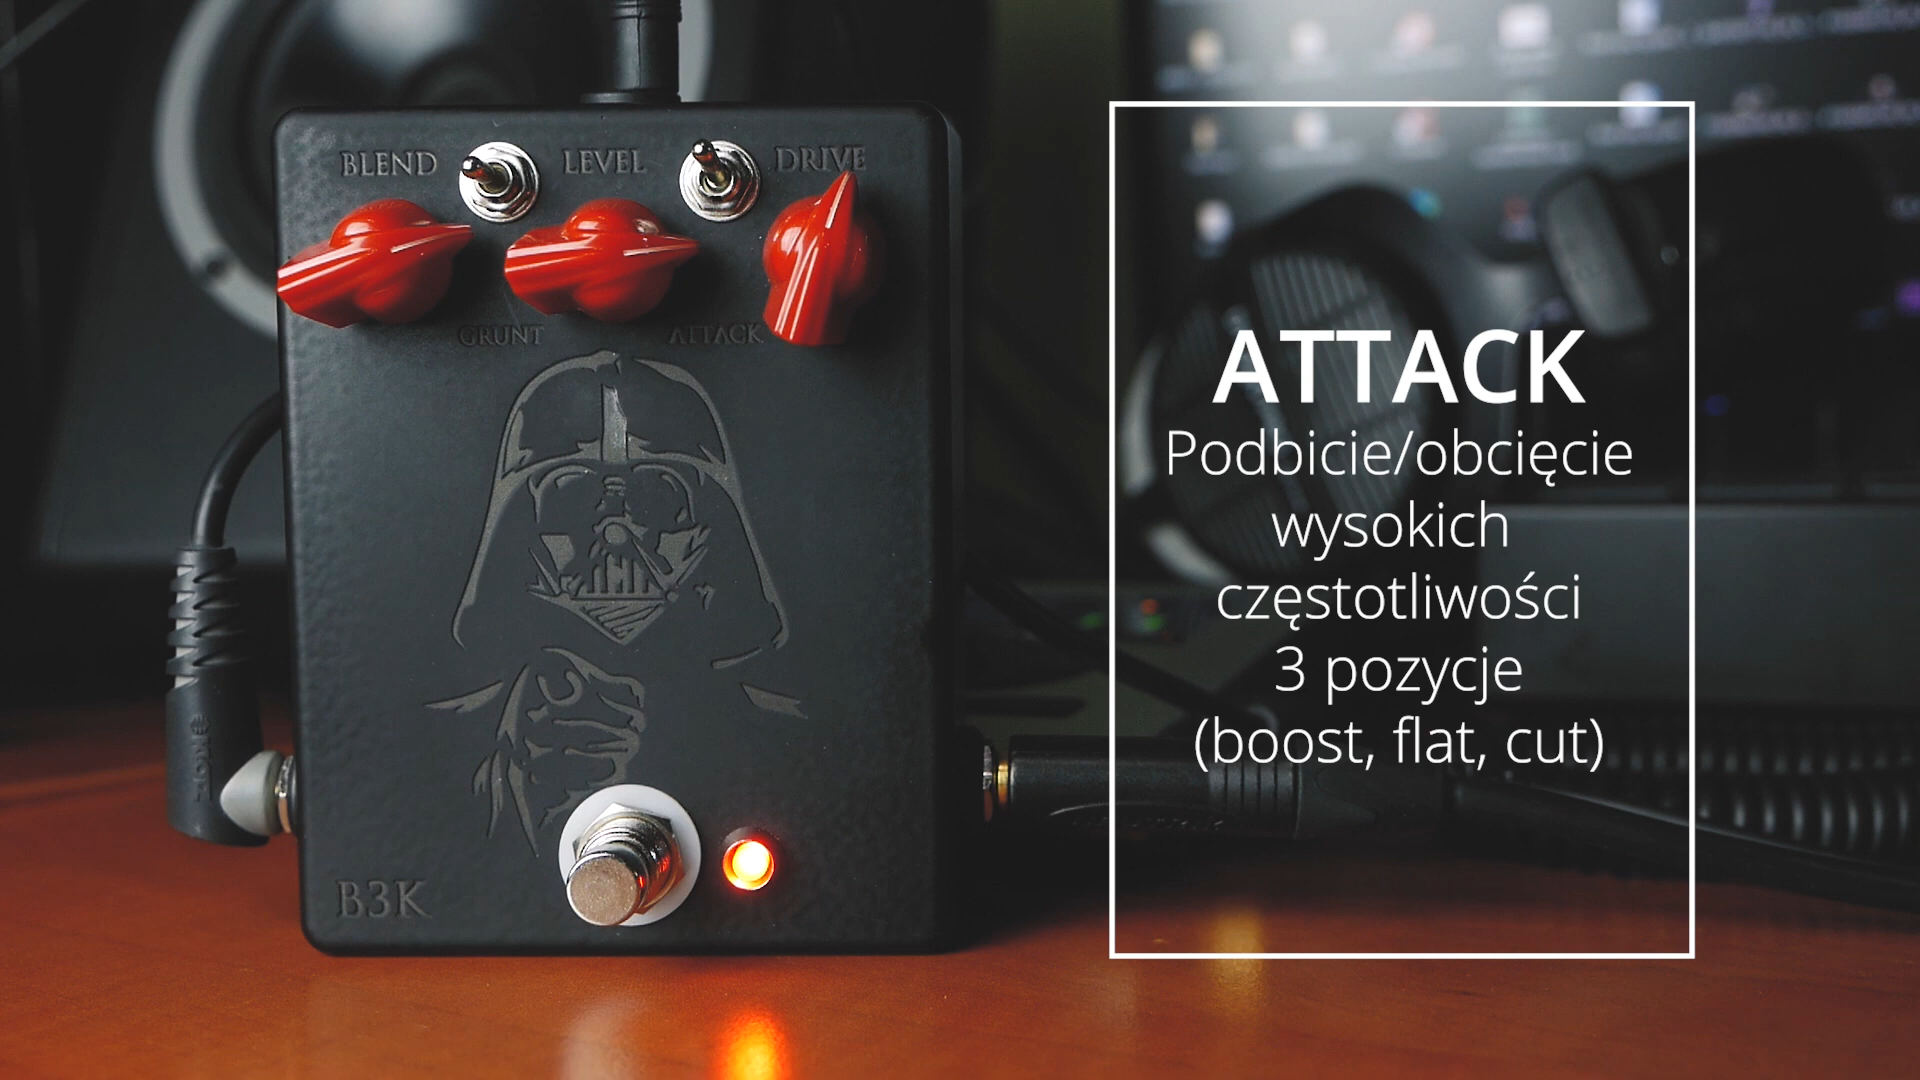 BLEND
LEVEL
DRIVE
GRUNT
ATTACK
B3K
ATTACK
Podbicie/obcięcie
wysokich
częstotliwości
3 pozycje
(boost, flat, cut)